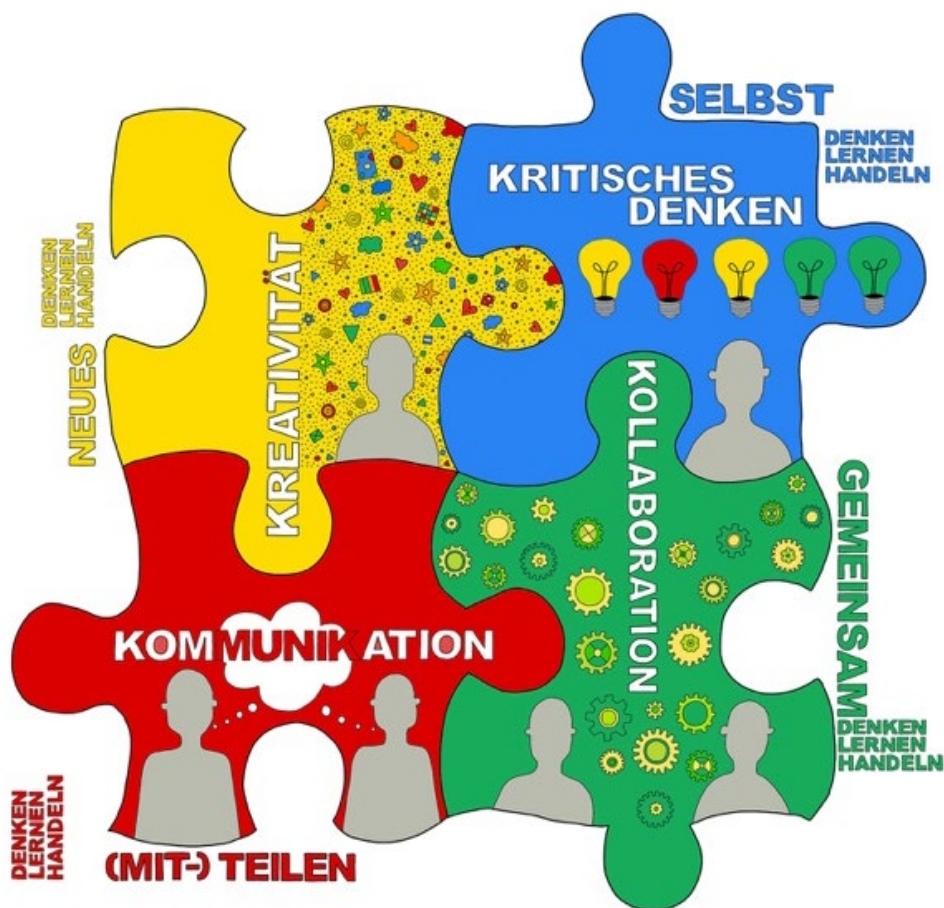 NEUES
DENKEN
LERNEN
HANDELN
KREATIVITÄT
SELBST
DENKEN
LERNEN
HANDELN
KRITISCHES
DENKEN
KOMMUNIKATION
DENKEN
LERNEN
HANDELN
(MIT-) TEILEN
KOLLABORATION
GEMEINSAM
DENKEN
LERNEN
HANDELN